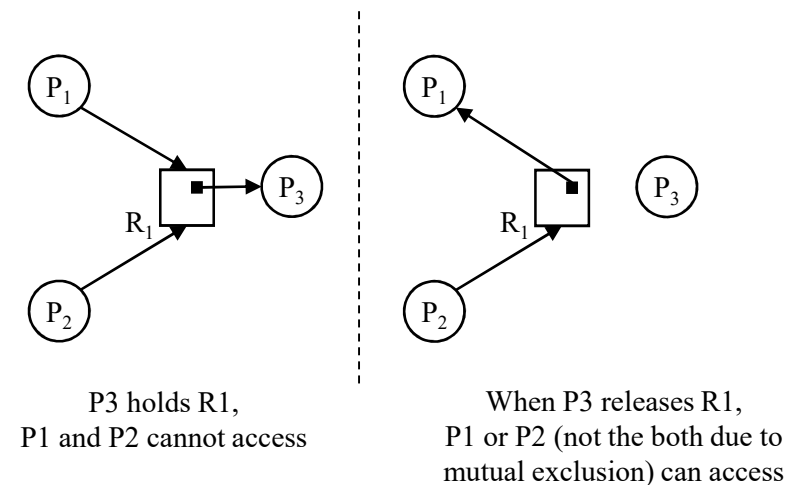 P1
P3
R1
P2
P3 holds R1,
P1 and P2 cannot access
P1
P3
R1
P2
When P3 releases R1,
P1 or P2 (not the both due to
mutual exclusion) can access